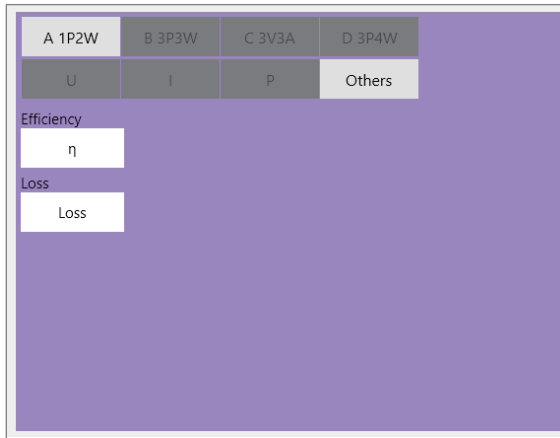 A 1P2W B 3P3W C 3V3A D 3P4W
U I P Others
Efficiency
η
Loss
Loss